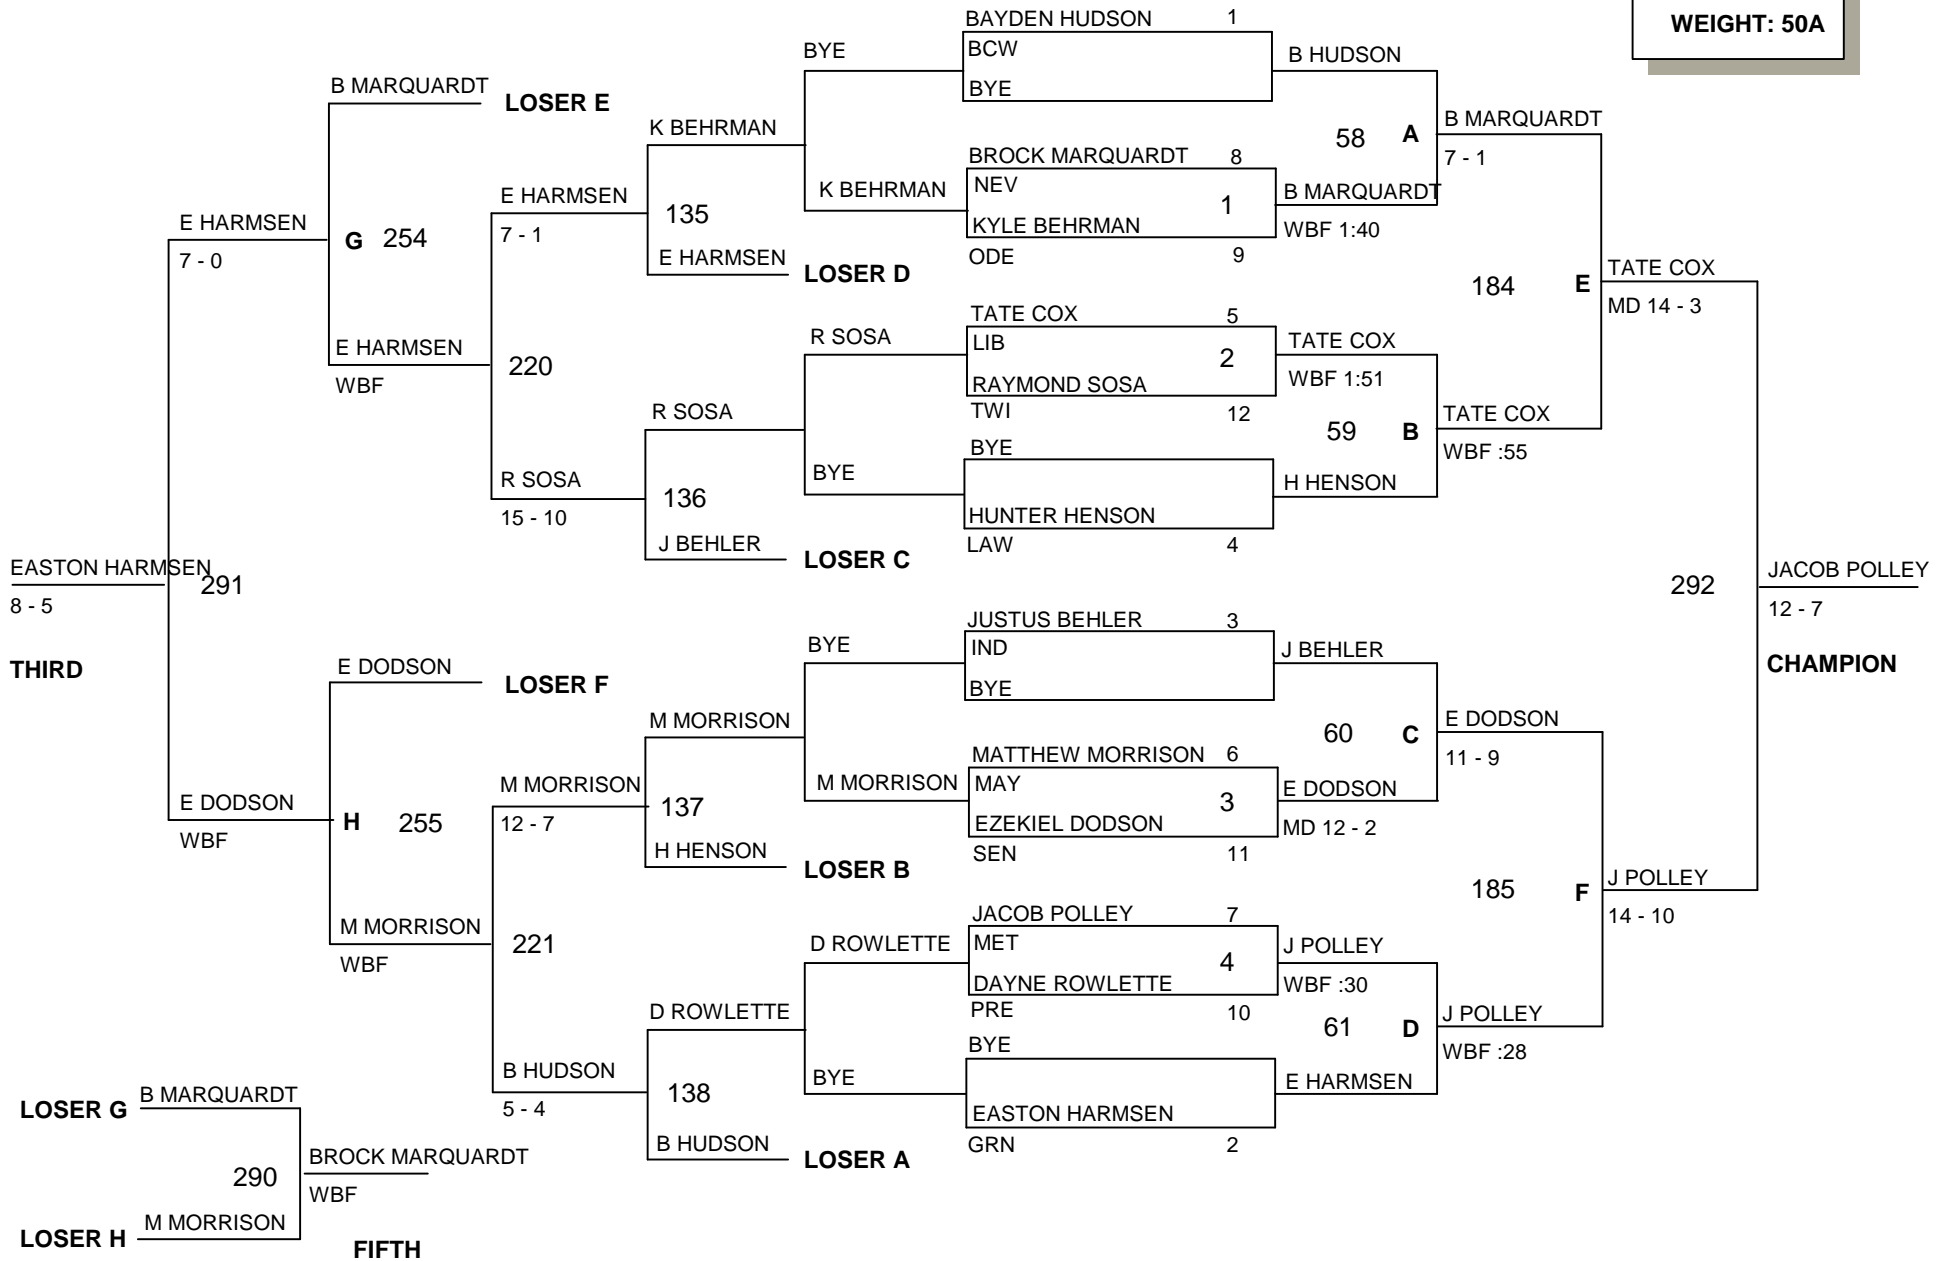 WEIGHT: 50A
BAYDEN HUDSON 1
BCW
BYE
BROCK MARQUARDT 8
NEV
1
KYLE BEHRMAN
ODE 9
TATE COX 5
LIB
2
RAYMOND SOSA
TWI 12
BYE
HUNTER HENSON
LAW 4
JUSTUS BEHLER 3
IND
BYE
MATTHEW MORRISON 6
MAY
3
EZEKIEL DODSON
SEN 11
JACOB POLLEY 7
MET
4
DAYNE ROWLETTE
PRE 10
BYE
EASTON HARMSEN
GRN 2
B HUDSON
58 A
B MARQUARDT
WBF 1:40
TATE COX
WBF 1:51
59 B
H HENSON
J BEHLER
60 C
E DODSON
MD 12 - 2
J POLLEY
WBF :30
61 D
E HARMSEN
B MARQUARDT
7 - 1
184 E
TATE COX
WBF :55
E DODSON
11 - 9
185 F
J POLLEY
WBF :28
TATE COX
MD 14 - 3
292
J POLLEY
14 - 10
JACOB POLLEY
12 - 7
CHAMPION
BYE
K BEHRMAN
R SOSA
BYE
BYE
M MORRISON
D ROWLETTE
BYE
K BEHRMAN
135
E HARMSEN
LOSER D
R SOSA
136
J BEHLER
LOSER C
M MORRISON
137
H HENSON
LOSER B
D ROWLETTE
138
B HUDSON
LOSER A
E HARMSEN
7 - 1
220
R SOSA
15 - 10
M MORRISON
12 - 7
221
B HUDSON
5 - 4
B MARQUARDT
LOSER E
G 254
E HARMSEN
WBF
E DODSON
LOSER F
H 255
M MORRISON
WBF
E HARMSEN
7 - 0
291
E DODSON
WBF
EASTON HARMSEN
8 - 5
THIRD
LOSER G B MARQUARDT
290
LOSER H M MORRISON
BROCK MARQUARDT
WBF
FIFTH